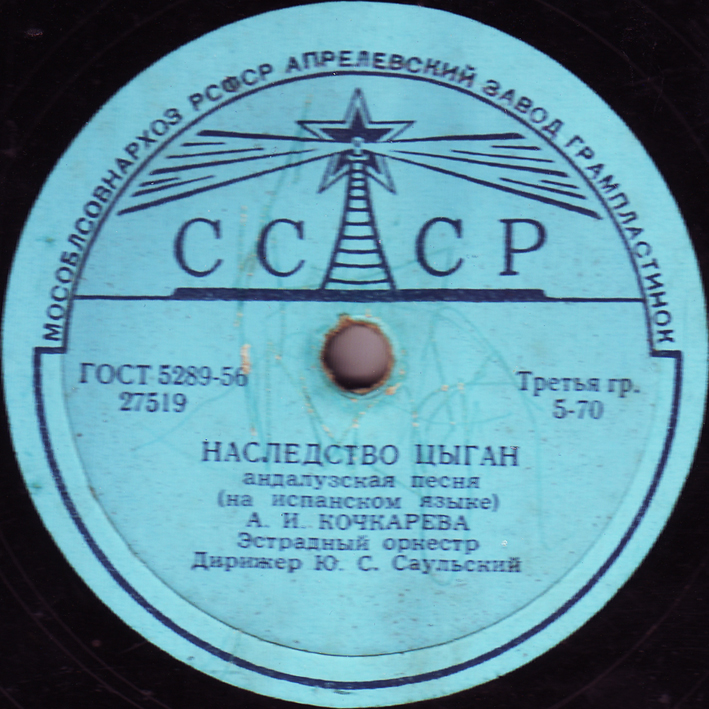 МОСОБЛСОВНАРХОЗ РСФСР АПРЕЛЕВСКИЙ ЗАВОД ГРАМПЛАСТИНОК
СССР
ГОСТ 5289-56
27519
Третья гр.
5-70
НАСЛЕДСТВО ЦЫГАН
андалузская песня
(на испанском языке)
А. И. КОЧКАРЕВА
Эстрадный оркестр
Дирижер Ю. С. Саульский